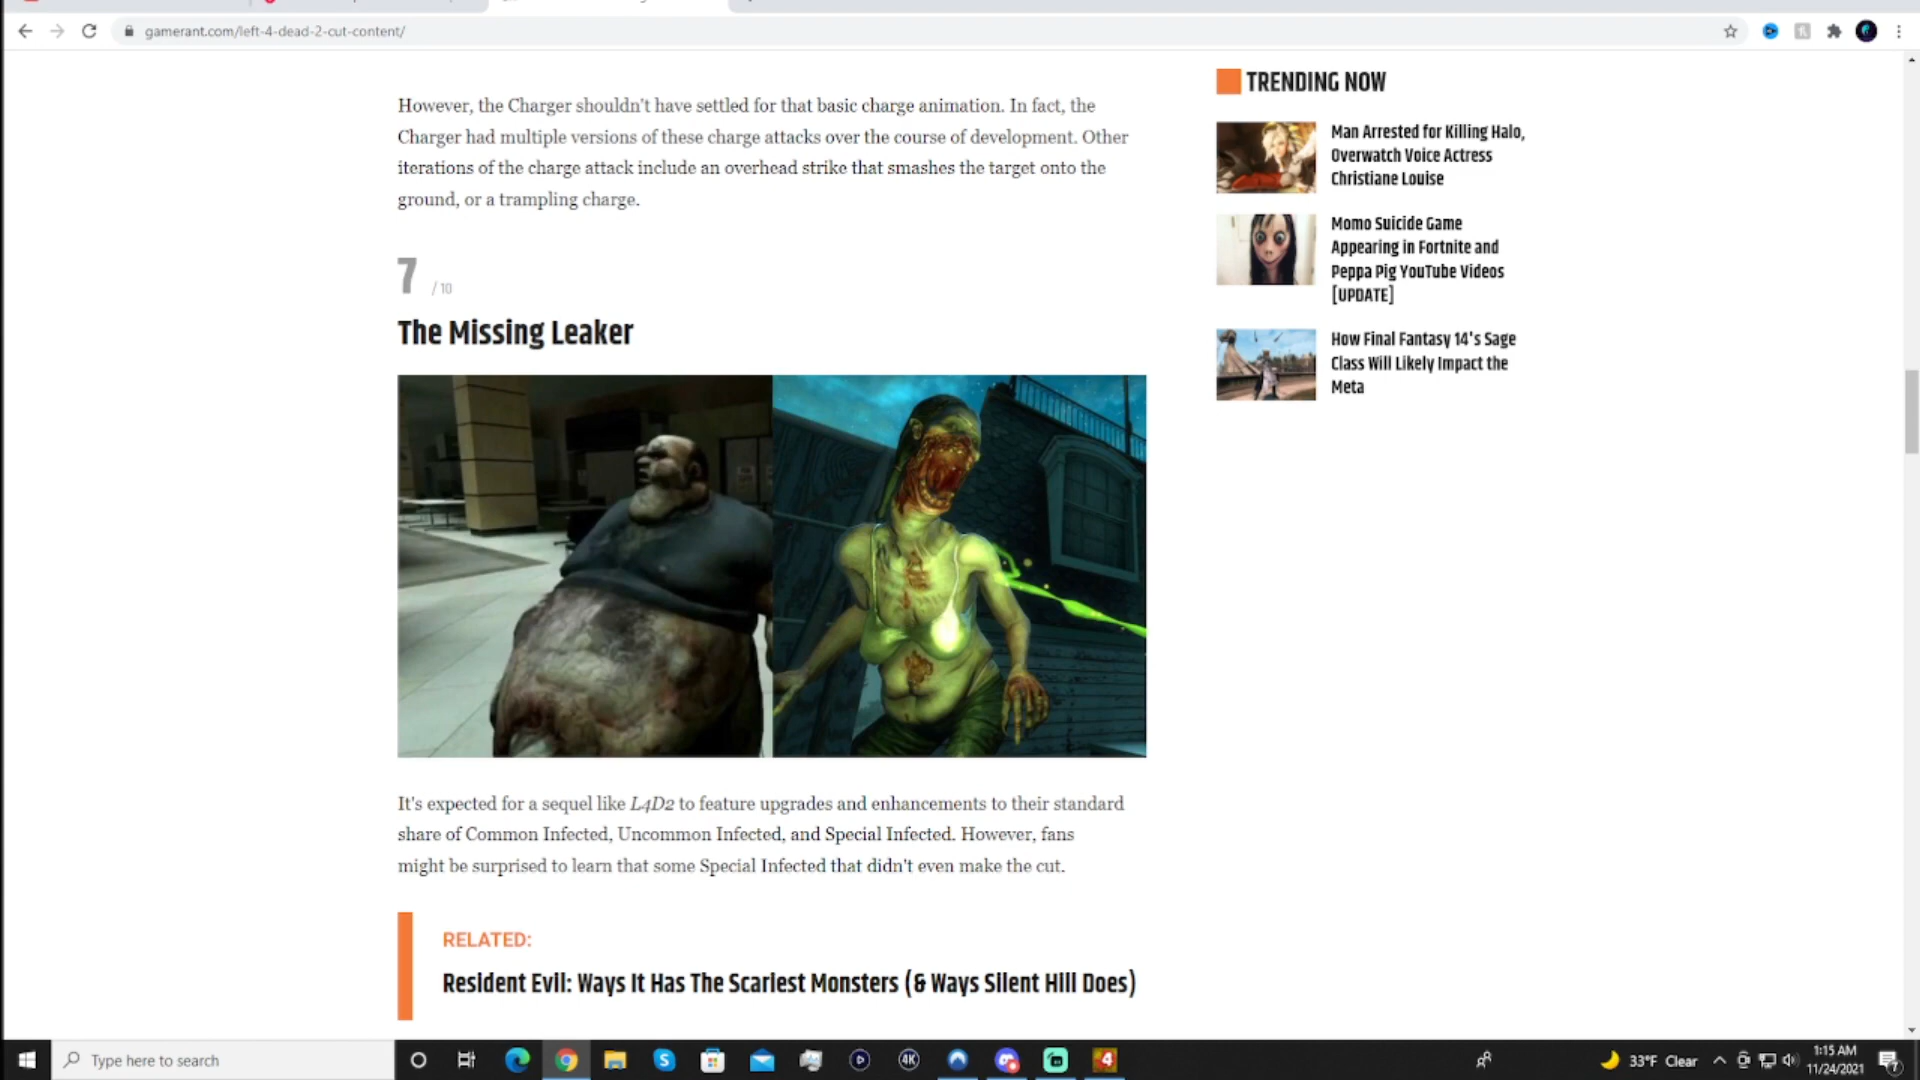 gamerant.com/left-4-dead-2-cut-content/
However, the Charger shouldn't have settled for that basic charge animation. In fact, the
Charger had multiple versions of these charge attacks over the course of development. Other
iterations of the charge attack include an overhead strike that smashes the target onto the
ground, or a trampling charge.
7 / 10
The Missing Leaker
It's expected for a sequel like L4D2 to feature upgrades and enhancements to their standard
share of Common Infected, Uncommon Infected, and Special Infected. However, fans
might be surprised to learn that some Special Infected that didn't even make the cut.
RELATED:
Resident Evil: Ways It Has The Scariest Monsters (& Ways Silent Hill Does)
TRENDING NOW
Man Arrested for Killing Halo,
Overwatch Voice Actress
Christiane Louise
Momo Suicide Game
Appearing in Fortnite and
Peppa Pig YouTube Videos
[UPDATE]
How Final Fantasy 14's Sage
Class Will Likely Impact the
Meta
Type here to search
4K
4
33°F Clear
1:15 AM
11/24/2021
7